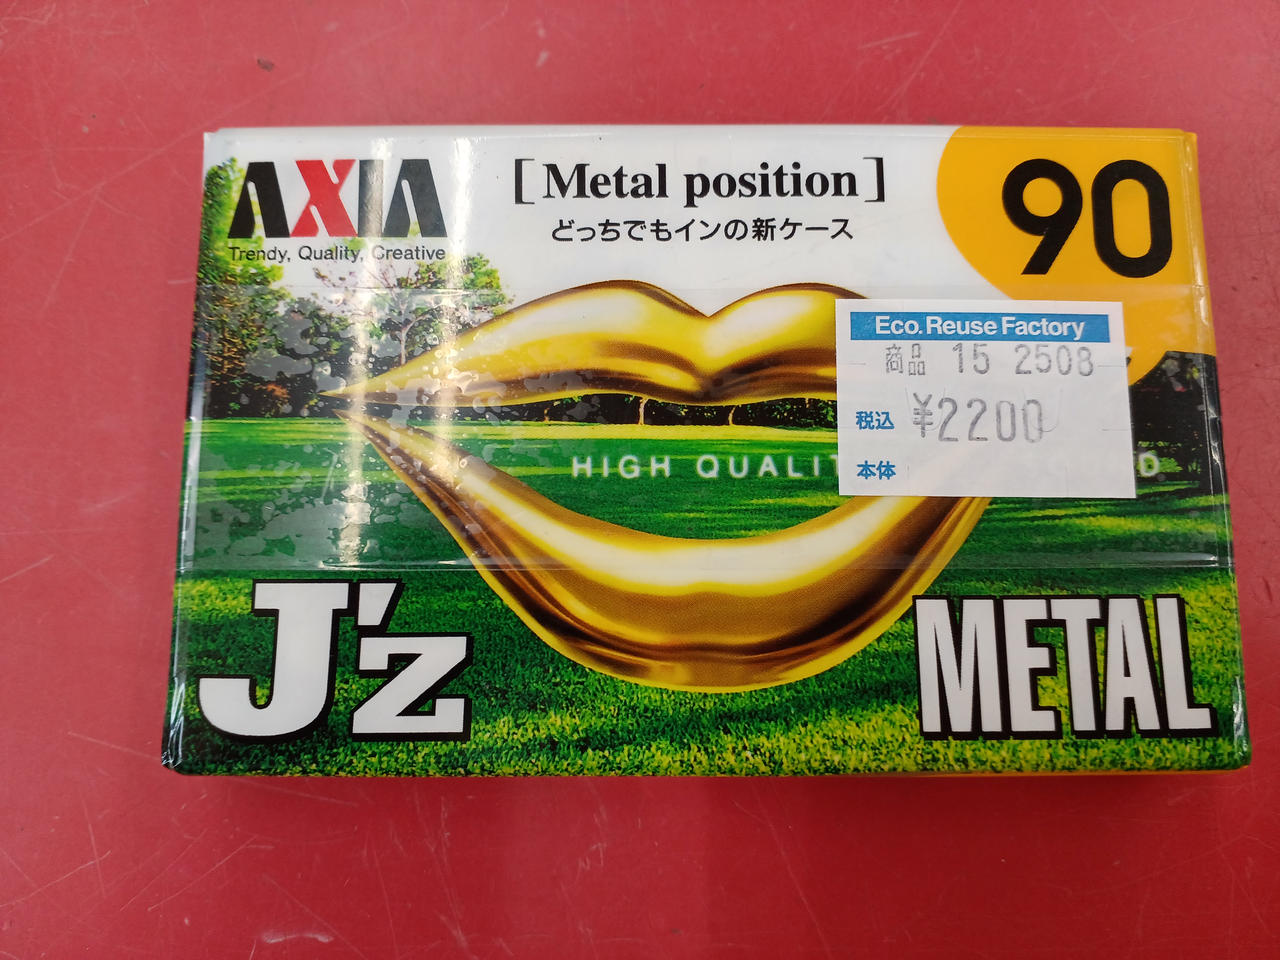 AXIA
Trendy, Quality, Creative
[Metal position]
どっちでもインの新ケース
90
Eco. Reuse Factory
商品 15 2508
税込 ¥2200
本体
HIGH
J'z
METAL